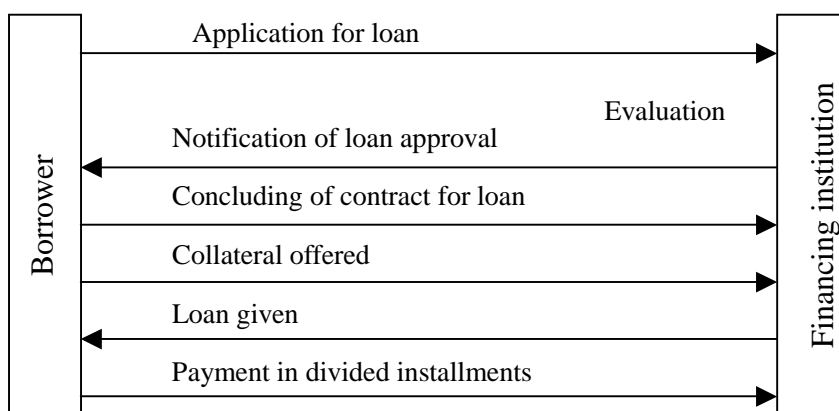 Application for loan
Evaluation
Notification of loan approval
Concluding of contract for loan
Collateral offered
Loan given
Payment in divided installments
Borrower
Financing institution